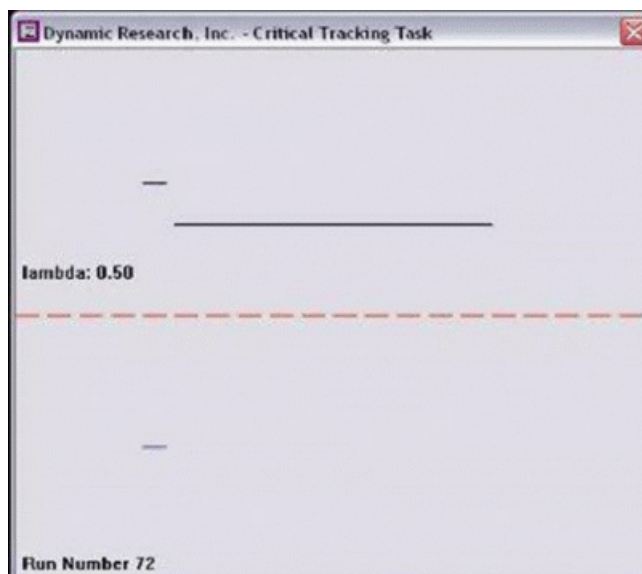 Dynamic Research, Inc. - Critical Tracking Task
lambda: 0.50
Run Number 72